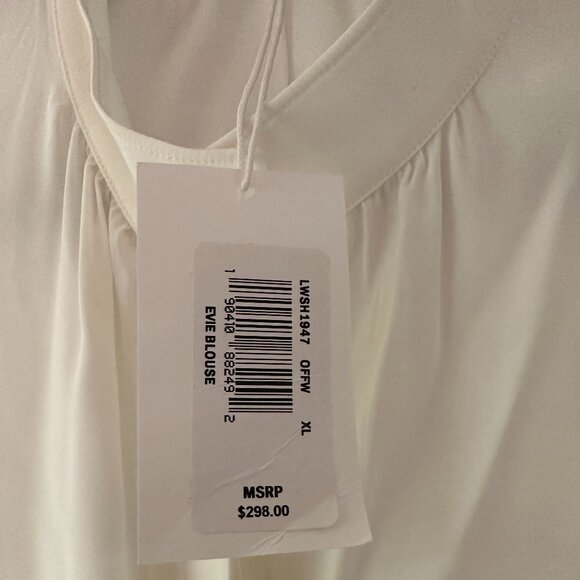 LWSH1947 OFFW XL
1 90410 88249 2
EVIE BLOUSE
MSRP
$298.00